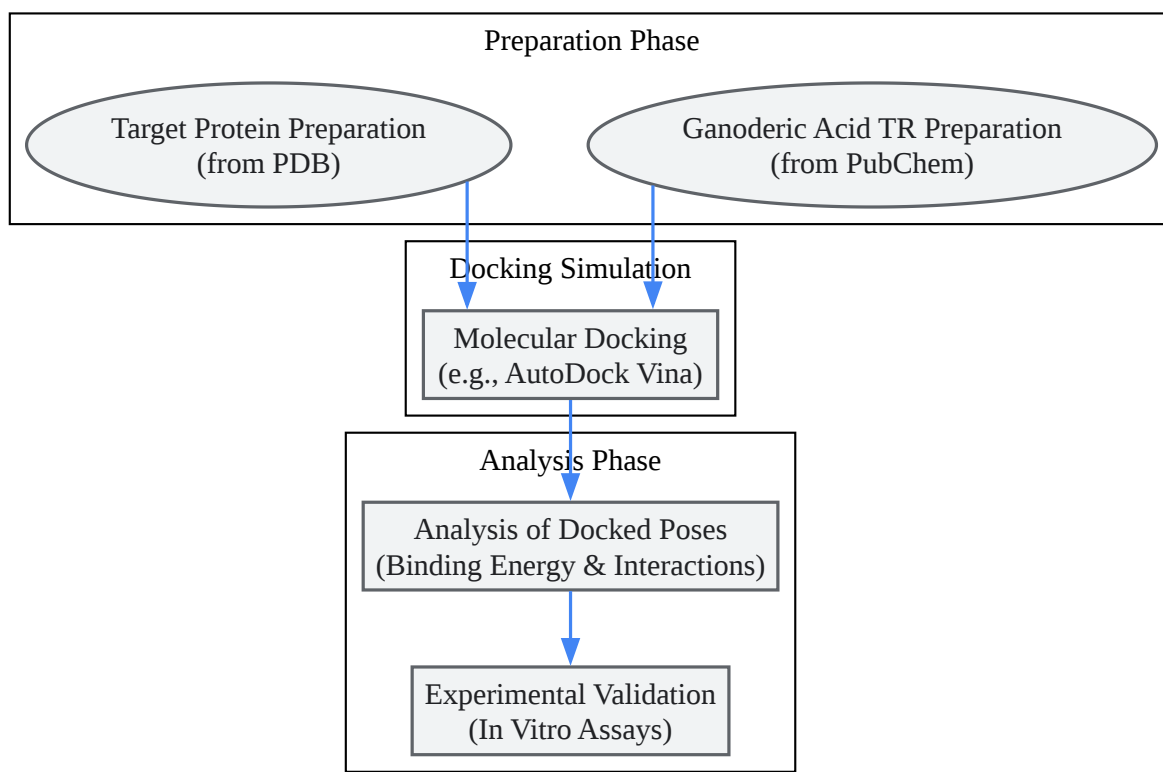 Preparation Phase
Target Protein Preparation
(from PDB)
Ganoderic Acid TR Preparation
(from PubChem)
Docking Simulation
Molecular Docking
(e.g., AutoDock Vina)
Analysis Phase
Analysis of Docked Poses
(Binding Energy & Interactions)
Experimental Validation
(In Vitro Assays)